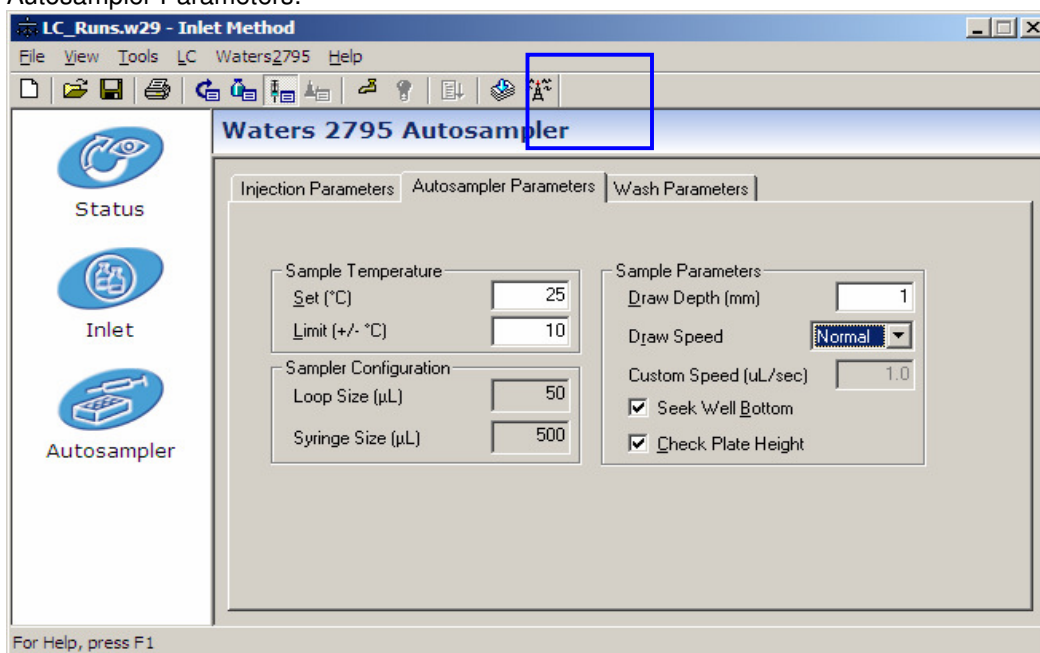 Autosampler Parameters:
LC_Runs.w29 - Inlet Method
File View Tools LC Waters2795 Help
Waters 2795 Autosampler
Status
Inlet
Autosampler
Injection Parameters Autosampler Parameters Wash Parameters
Sample Temperature
Set (°C) 25
Limit (+/- °C) 10
Sampler Configuration
Loop Size (µL) 50
Syringe Size (µL) 500
Sample Parameters
Draw Depth (mm) 1
Draw Speed Normal
Custom Speed (uL/sec) 1.0
Seek Well Bottom
Check Plate Height
For Help, press F1